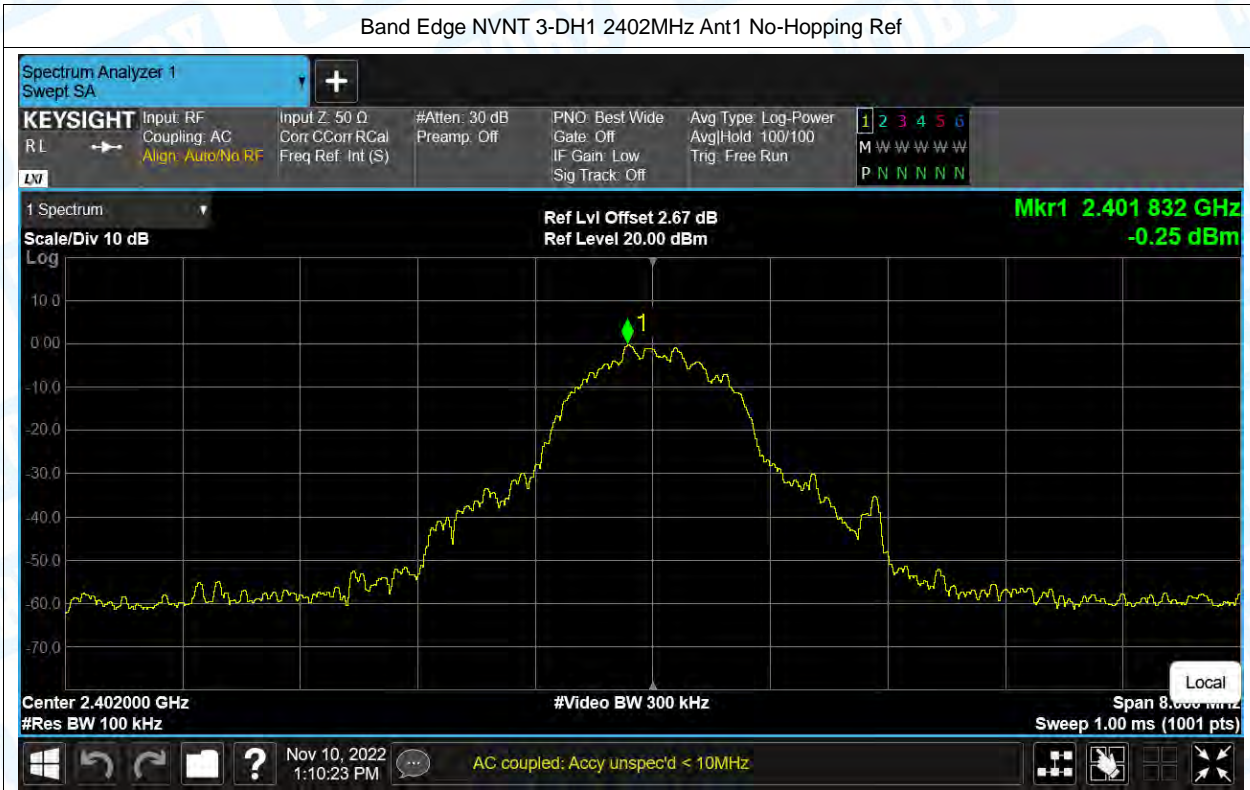 Band Edge NVNT 3-DH1 2402MHz Ant1 No-Hopping Ref
Spectrum Analyzer 1
Swept SA
+
KEYSIGHT
RL
LXI
Input: RF
Coupling: AC
Align: Auto/No RF
Input Z: 50 Ω
Corr CCorr RCal
Freq Ref: Int (S)
#Atten: 30 dB
Preamp: Off
PNO: Best Wide
Gate: Off
IF Gain: Low
Sig Track: Off
Avg Type: Log-Power
Avg|Hold: 100/100
Trig: Free Run
1 2 3 4 5 6
M W W W W W
P N N N N N
1 Spectrum
Scale/Div 10 dB
Ref Lvl Offset 2.67 dB
Ref Level 20.00 dBm
Mkr1 2.401 832 GHz
-0.25 dBm
Log
10.0
0.00
-10.0
-20.0
-30.0
-40.0
-50.0
-60.0
-70.0
1
Local
Center 2.402000 GHz
#Video BW 300 kHz
Span 8.000 MHz
#Res BW 100 kHz
Sweep 1.00 ms (1001 pts)
?
Nov 10, 2022
1:10:23 PM
AC coupled: Accy unspec'd < 10MHz